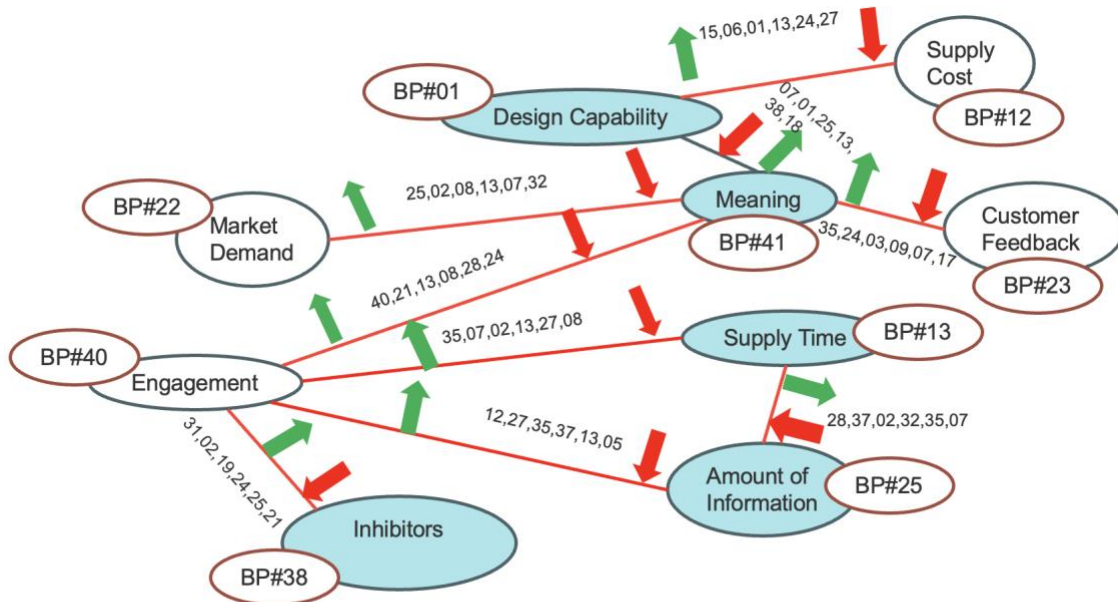 15,06,01,13,24,27
Supply
Cost
BP#12
BP#01
Design Capability
07,01,25,13,
38,18
BP#22
Market
Demand
25,02,08,13,07,32
Meaning
BP#41
Customer
Feedback
BP#23
35,24,03,09,07,17
40,21,13,08,28,24
35,07,02,13,27,08
Supply Time
BP#13
BP#40
Engagement
12,27,35,37,13,05
28,37,02,32,35,07
31,02,19,24,25,21
Amount of
Information
BP#25
Inhibitors
BP#38